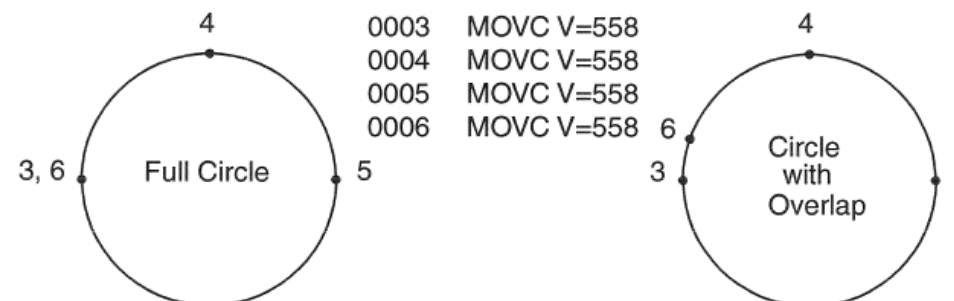 4
0003 MOVC V=558
0004 MOVC V=558
0005 MOVC V=558
0006 MOVC V=558
3, 6
Full Circle
5
4
6
3
Circle
with
Overlap